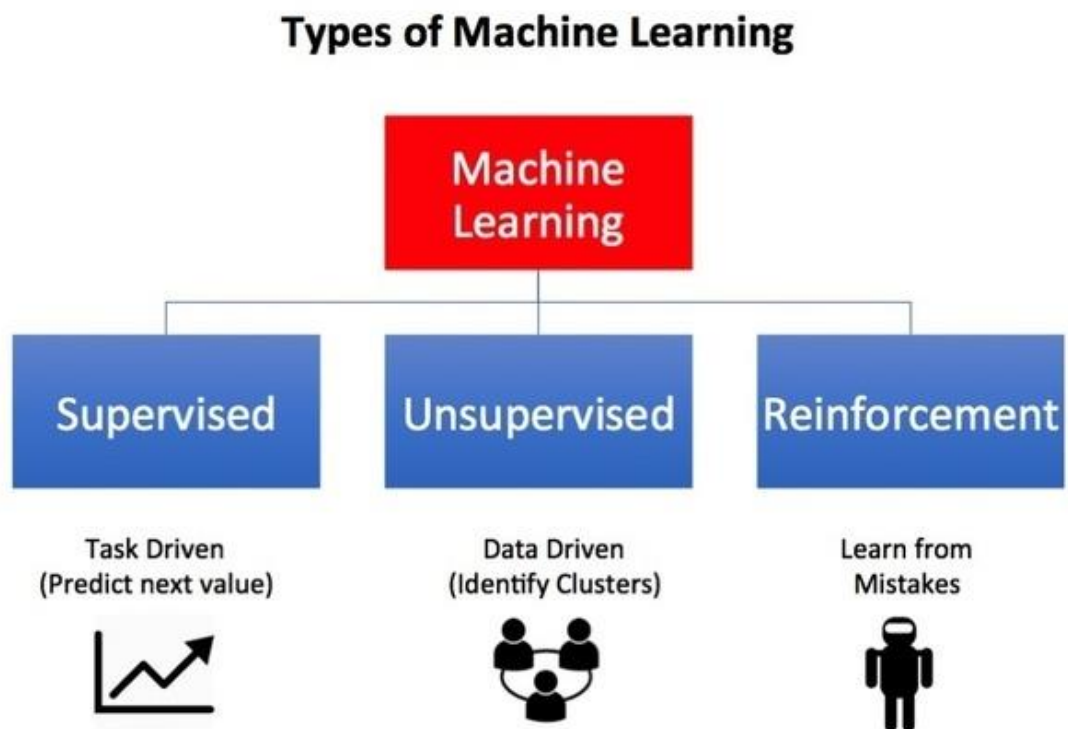 Types of Machine Learning
Machine
Learning
Supervised
Unsupervised
Reinforcement
Task Driven
(Predict next value)
Data Driven
(Identify Clusters)
Learn from
Mistakes